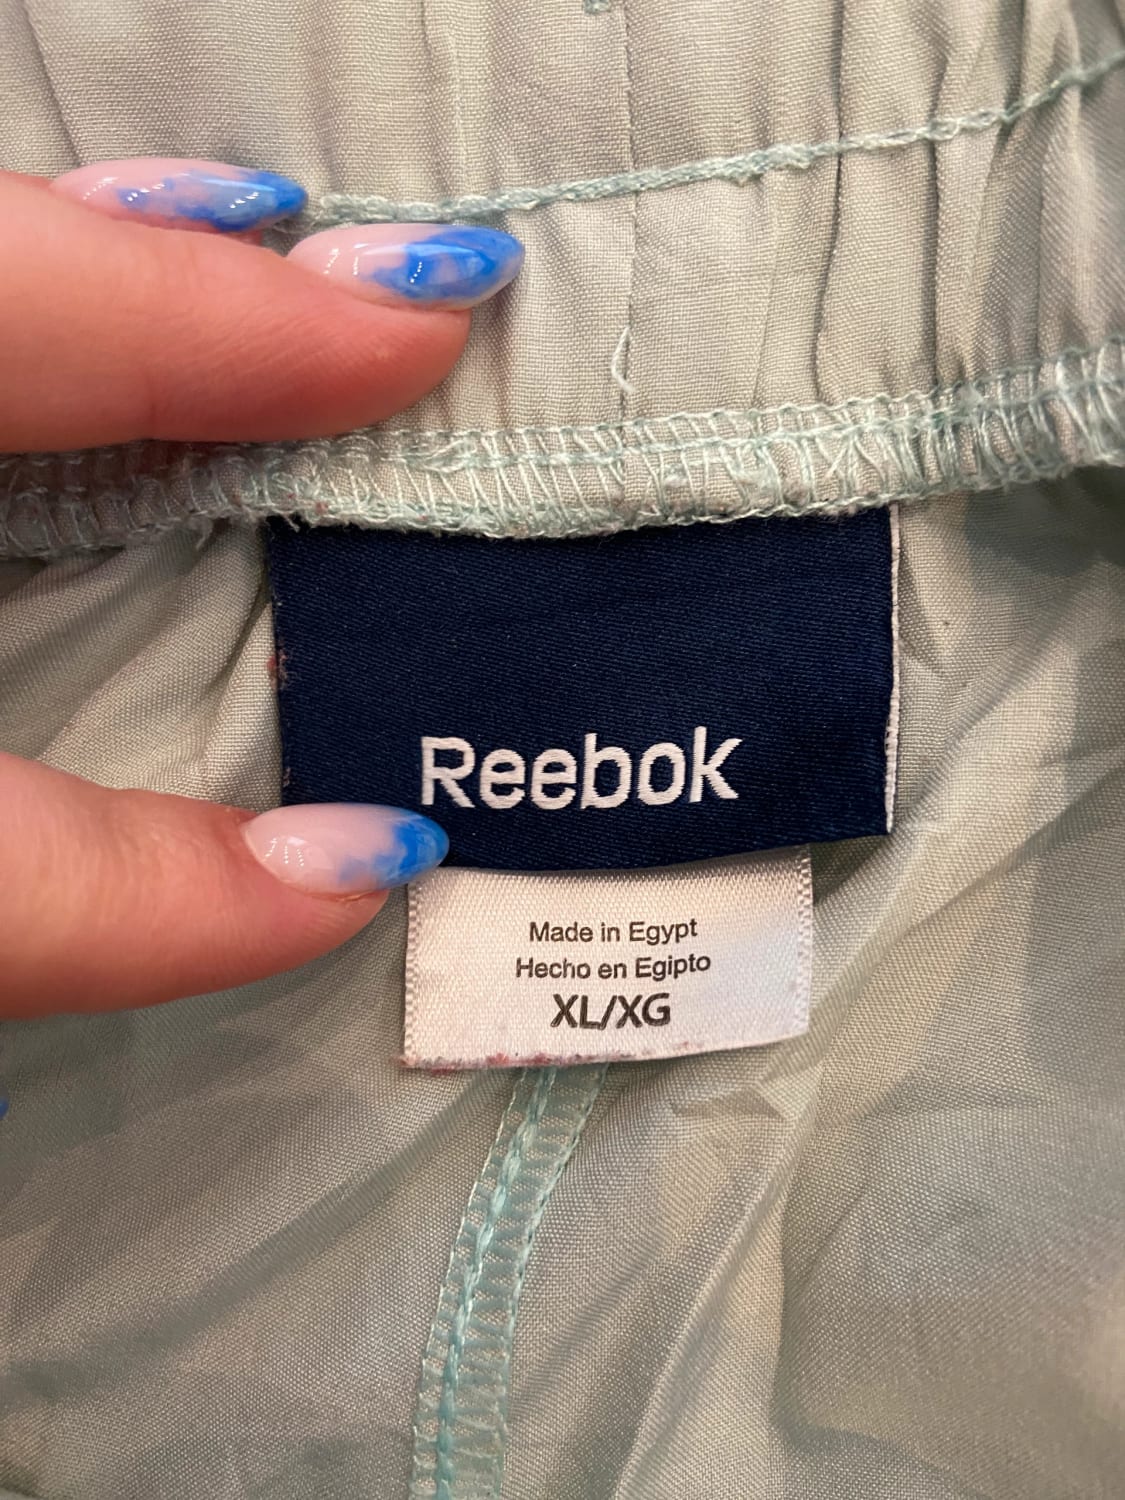 Reebok
Made in Egypt
Hecho en Egipto
XL/XG